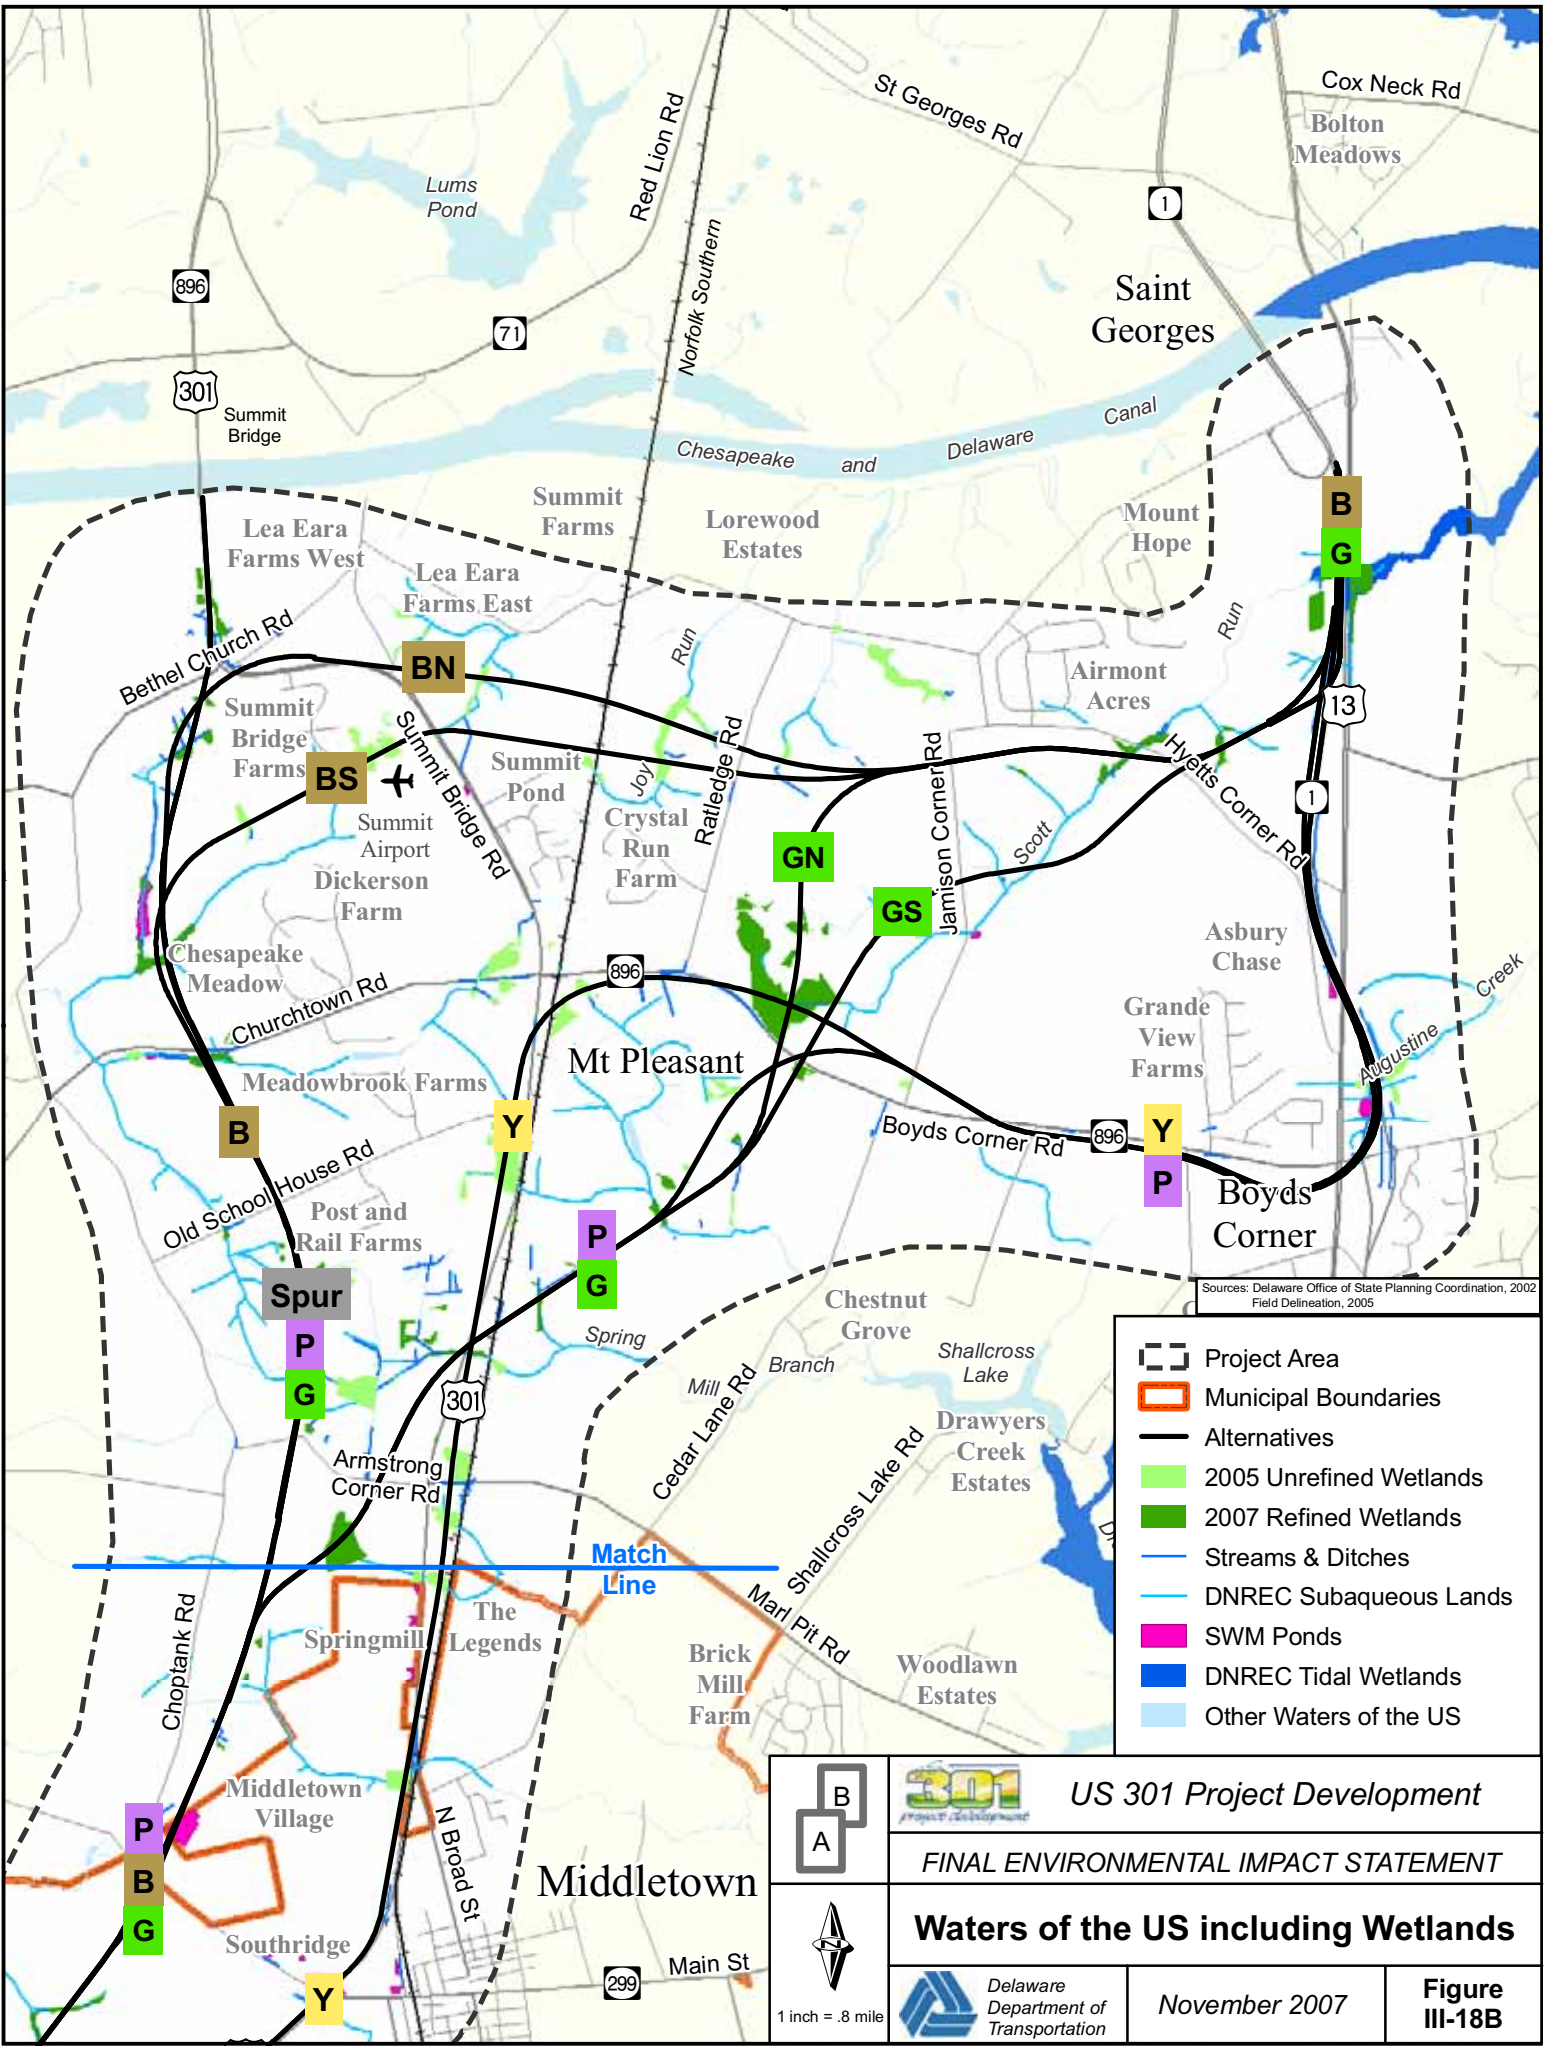 St Georges Rd
Cox Neck Rd
Bolton
Meadows
Red Lion Rd
Lums
Pond
1
896
Norfolk Southern
Saint
Georges
71
301
Summit
Bridge
Chesapeake and Delaware Canal
Summit
Farms
Lorewood
Estates
Mount
Hope
B
G
Lea Eara
Farms West
Lea Eara
Farms East
Bethel Church Rd
BN
Run
Run
Airmont
Acres
13
Summit
Bridge
Farms
BS
Summit Bridge Rd
Summit
Pond
Joy
Ratledge Rd
Jamison Corner Rd
Hyetts Corner Rd
1
Summit
Airport
Crystal
Run
Farm
GN
Scott
Dickerson
Farm
GS
Asbury
Chase
Chesapeake
Meadow
Churchtown Rd
896
Creek
Augustine
Grande
View
Farms
Mt Pleasant
Meadowbrook Farms
B
Y
Boyds Corner Rd
896
Y
P
Old School House Rd
Boyds
Corner
Post and
Rail Farms
P
G
Spur
P
G
Sources: Delaware Office of State Planning Coordination, 2002
Field Delineation, 2005
Chestnut
Grove
Spring
Mill
Branch
Shallcross
Lake
301
Cedar Lane Rd
Drawyers
Creek
Estates
Armstrong
Corner Rd
Shallcross Lake Rd
Match
Line
Marl Pit Rd
Choptank Rd
Springmill
The
Legends
Brick
Mill
Farm
Woodlawn
Estates
Middletown
Village
N Broad St
P
B
G
Middletown
Southridge
Y
299
Main St
Project Area
Municipal Boundaries
Alternatives
2005 Unrefined Wetlands
2007 Refined Wetlands
Streams & Ditches
DNREC Subaqueous Lands
SWM Ponds
DNREC Tidal Wetlands
Other Waters of the US
B
A
301
project development
US 301 Project Development
FINAL ENVIRONMENTAL IMPACT STATEMENT
N
1 inch = .8 mile
Waters of the US including Wetlands
Delaware
Department of
Transportation
November 2007
Figure
III-18B